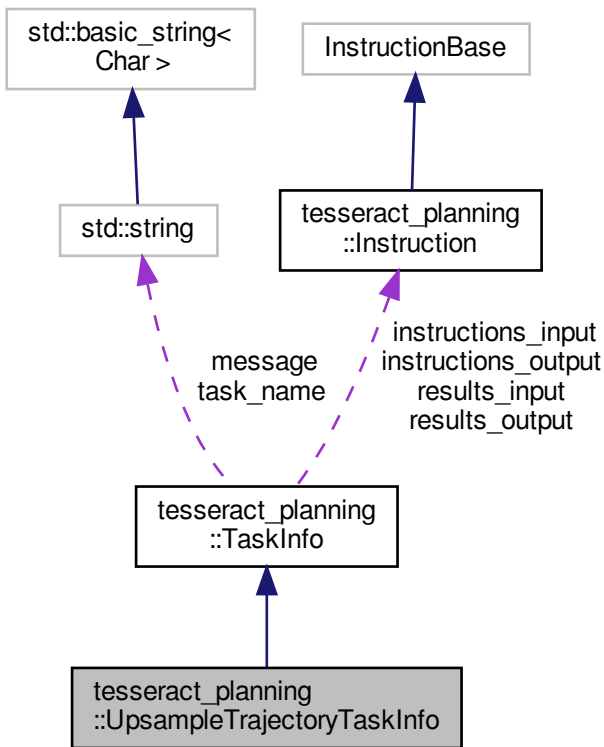 std::basic_string<
Char >
InstructionBase
std::string
tesseract_planning
::Instruction
message
task_name
instructions_input
instructions_output
results_input
results_output
tesseract_planning
::TaskInfo
tesseract_planning
::UpsampleTrajectoryTaskInfo